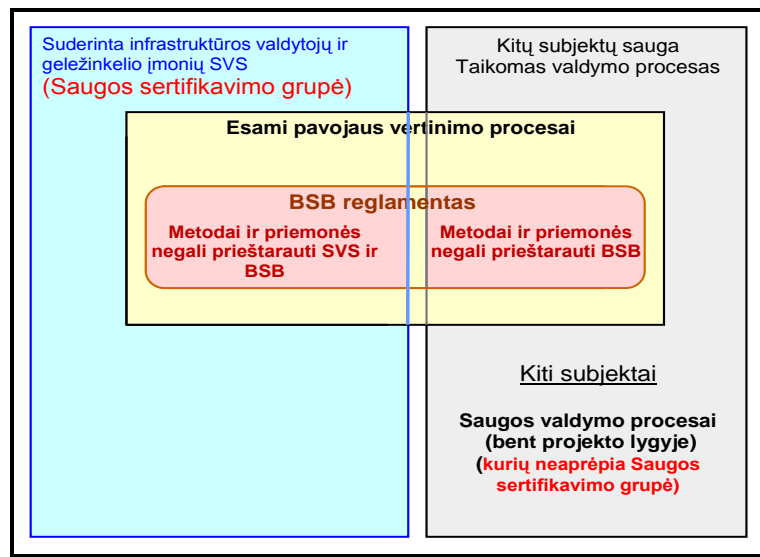 Suderinta infrastruktūros valdytojų ir
geležinkelio įmonių SVS
(Saugos sertifikavimo grupė)
Kitų subjektų sauga
Taikomas valdymo procesas
Esami pavojaus vertinimo procesai
BSB reglamentas
Metodai ir priemonės
negali prieštarauti SVS ir
BSB
Metodai ir priemonės
negali prieštarauti BSB
Kiti subjektai
Saugos valdymo procesai
(bent projekto lygyje)
(kurių neaprėpia Saugos
sertifikavimo grupė)